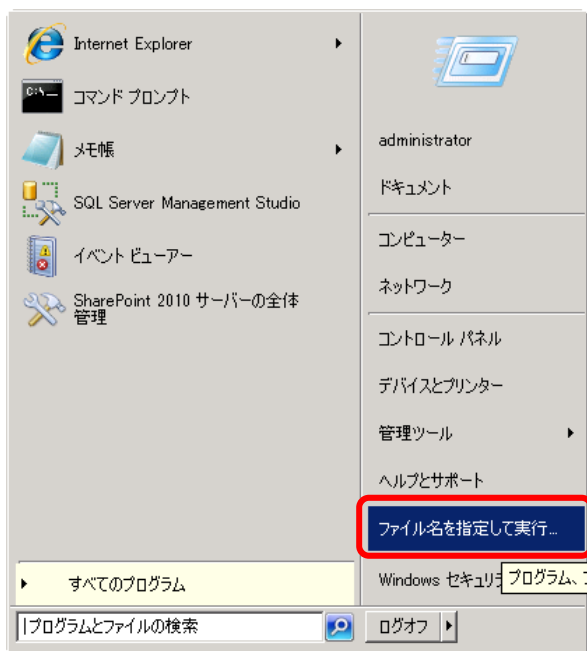 Internet Explorer
コマンド プロンプト
メモ帳
SQL Server Management Studio
イベント ビューアー
SharePoint 2010 サーバーの全体
管理
すべてのプログラム
プログラムとファイルの検索
administrator
ドキュメント
コンピューター
ネットワーク
コントロール パネル
デバイスとプリンター
管理ツール
ヘルプとサポート
ファイル名を指定して実行...
Windows セキュリテ
プログラム、
ログオフ